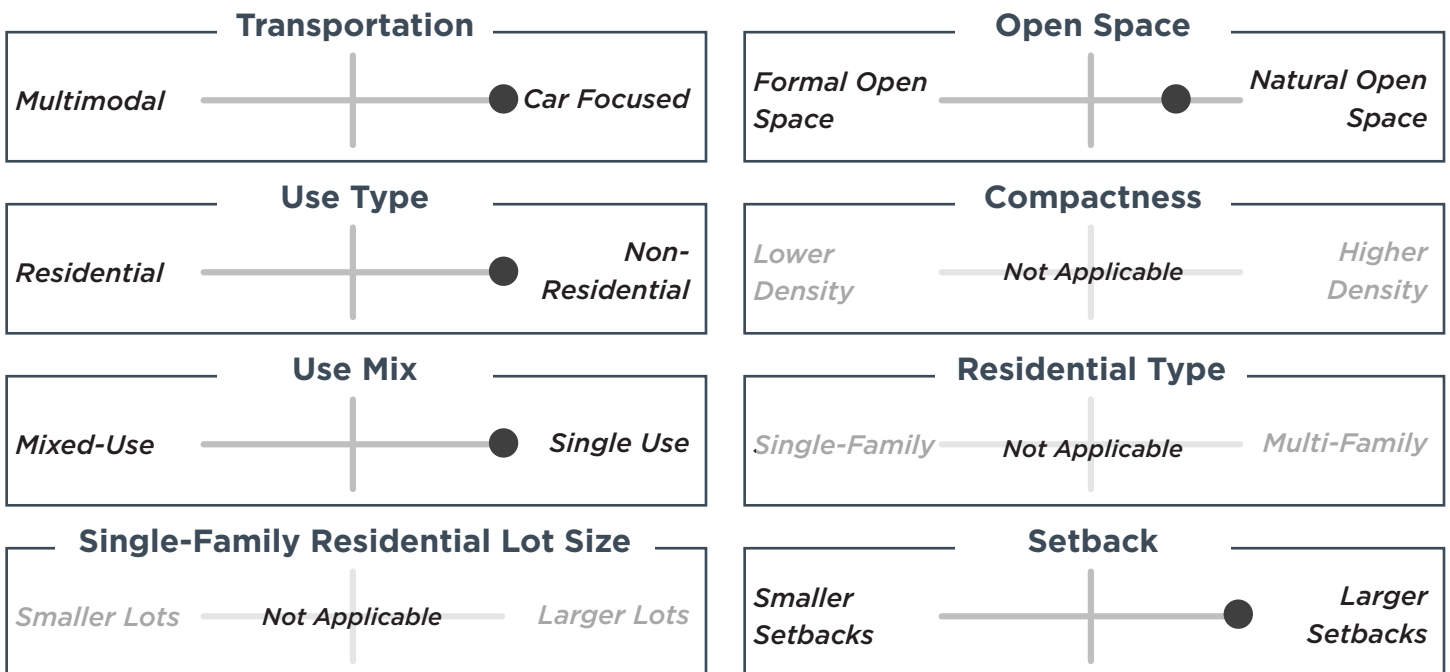 Transportation
Multimodal
Car Focused
Open Space
Formal Open
Space
Natural Open
Space
Use Type
Residential
Non-
Residential
Compactness
Lower
Density
Not Applicable
Higher
Density
Use Mix
Mixed-Use
Single Use
Residential Type
Single-Family
Not Applicable
Multi-Family
Single-Family Residential Lot Size
Smaller Lots
Not Applicable
Larger Lots
Setback
Smaller
Setbacks
Larger
Setbacks